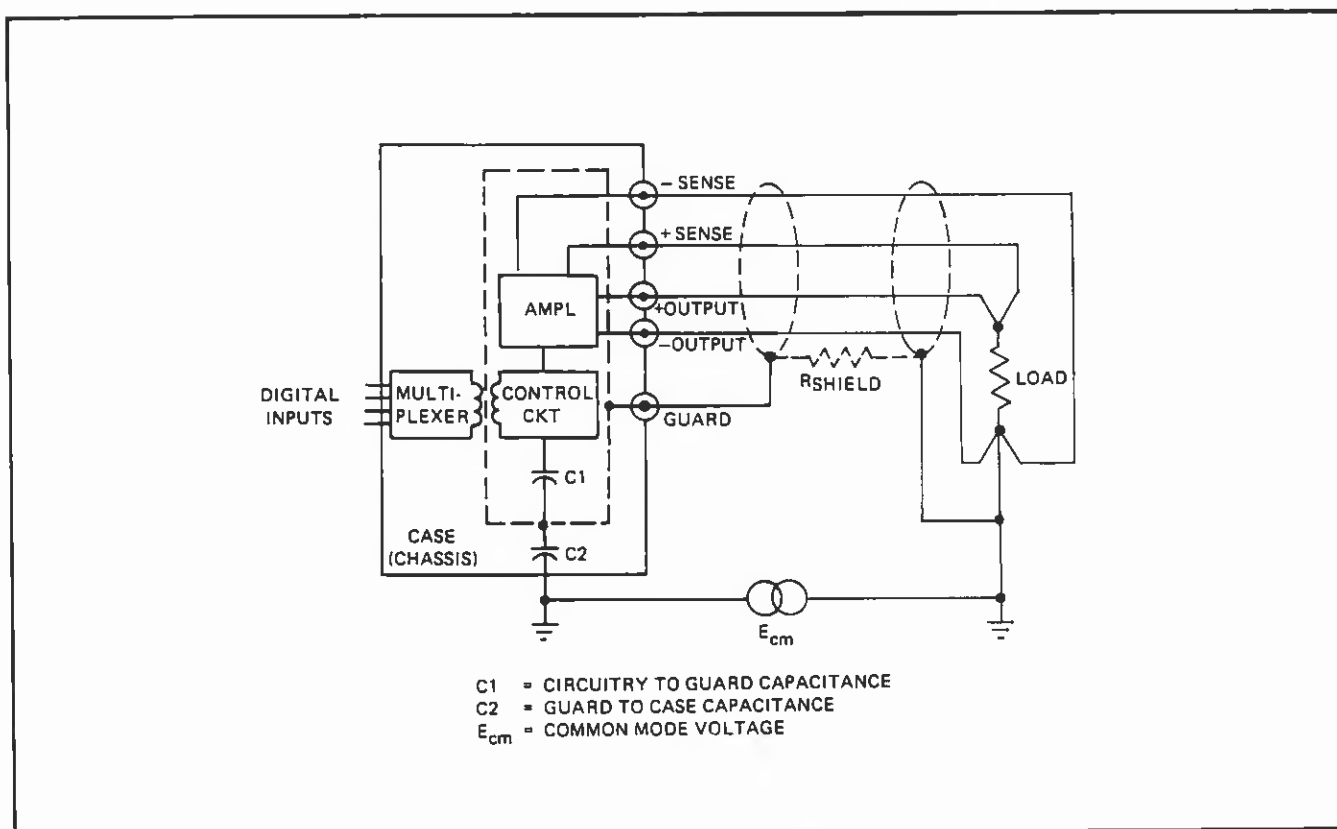 − SENSE
+ SENSE
+OUTPUT
−OUTPUT
AMPL
RSHIELD
LOAD
DIGITAL
INPUTS
MULTI-
PLEXER
CONTROL
CKT
GUARD
C1
CASE
(CHASSIS)
C2
Ecm
C1 = CIRCUITRY TO GUARD CAPACITANCE
C2 = GUARD TO CASE CAPACITANCE
Ecm = COMMON MODE VOLTAGE